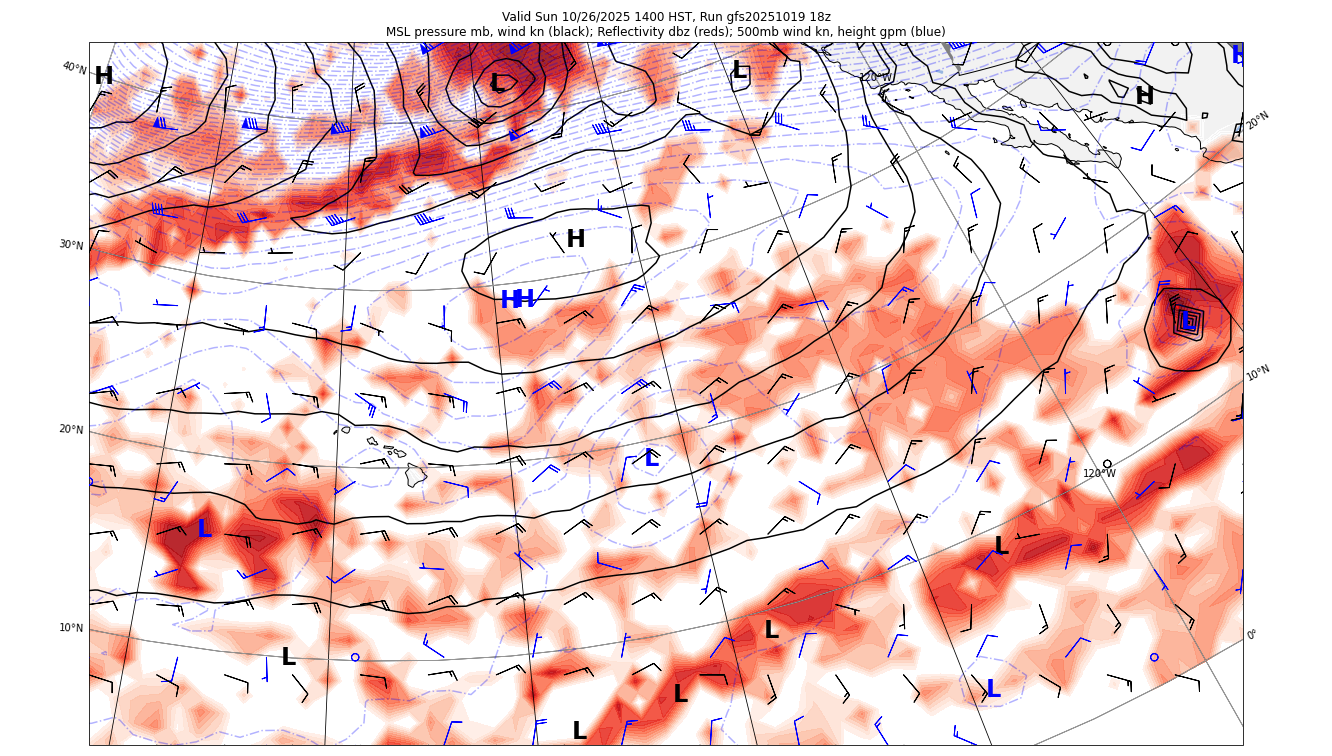 Valid Sun 10/26/2025 1400 HST, Run gfs20251019 18z
MSL pressure mb, wind kn (black); Reflectivity dbz (reds); 500mb wind kn, height gpm (blue)
H
40°N
H
L
L
120°W
H
20°N
30°N
H
H
H
L
10°N
20°N
L
120°W
L
L
10°N
L
L
0°
L
L
L